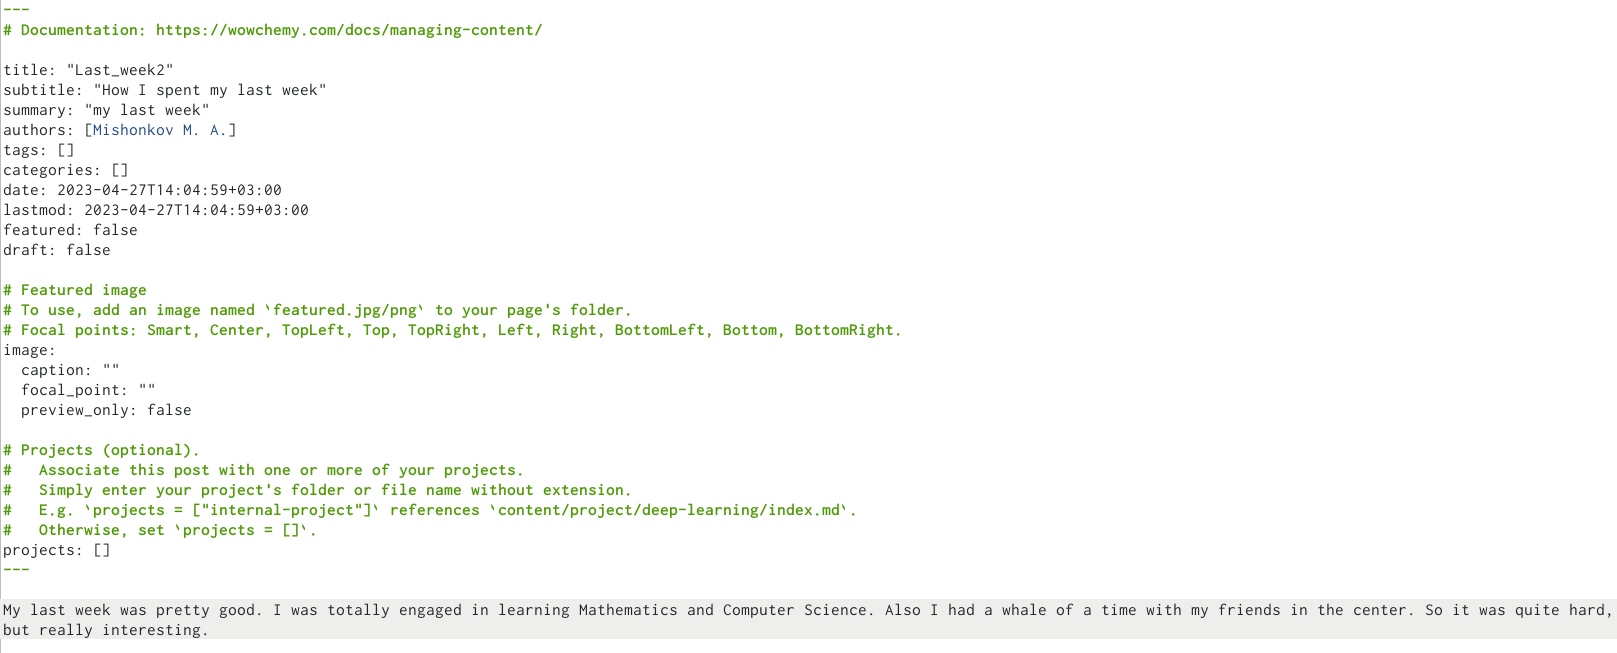 ---
# Documentation: https://wowchemy.com/docs/managing-content/
title: "Last_week2"
subtitle: "How I spent my last week"
summary: "my last week"
authors: [Mishonkov M. A.]
tags: []
categories: []
date: 2023-04-27T14:04:59+03:00
lastmod: 2023-04-27T14:04:59+03:00
featured: false
draft: false
# Featured image
# To use, add an image named `featured.jpg/png` to your page's folder.
# Focal points: Smart, Center, TopLeft, Top, TopRight, Left, Right, BottomLeft, Bottom, BottomRight.
image:
  caption: ""
  focal_point: ""
  preview_only: false
# Projects (optional).
#   Associate this post with one or more of your projects.
#   Simply enter your project's folder or file name without extension.
#   E.g. `projects = ["internal-project"]` references `content/project/deep-learning/index.md`.
#   Otherwise, set `projects = []`.
projects: []
---
My last week was pretty good. I was totally engaged in learning Mathematics and Computer Science. Also I had a whale of a time with my friends in the center. So it was quite hard,
but really interesting.